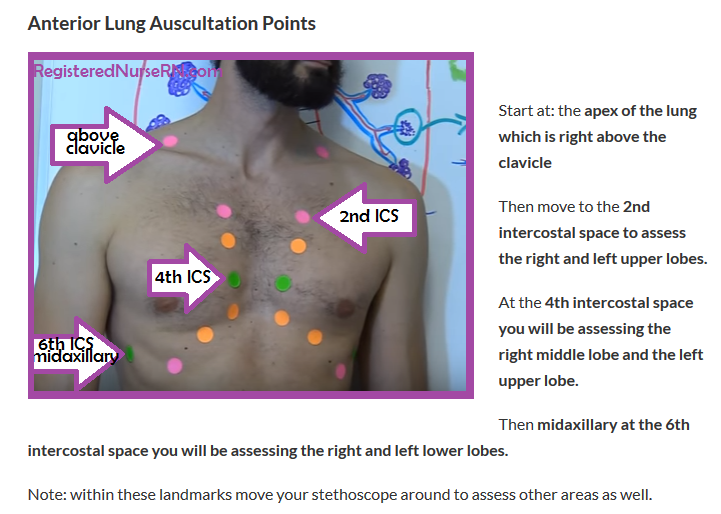 Anterior Lung Auscultation Points
RegisteredNurseRN.com
above
clavicle
2nd ICS
4th ICS
6th ICS
midaxillary
Start at: the apex of the lung
which is right above the
clavicle
Then move to the 2nd
intercostal space to assess
the right and left upper lobes.
At the 4th intercostal space
you will be assessing the
right middle lobe and the left
upper lobe.
Then midaxillary at the 6th
intercostal space you will be assessing the right and left lower lobes.
Note: within these landmarks move your stethoscope around to assess other areas as well.